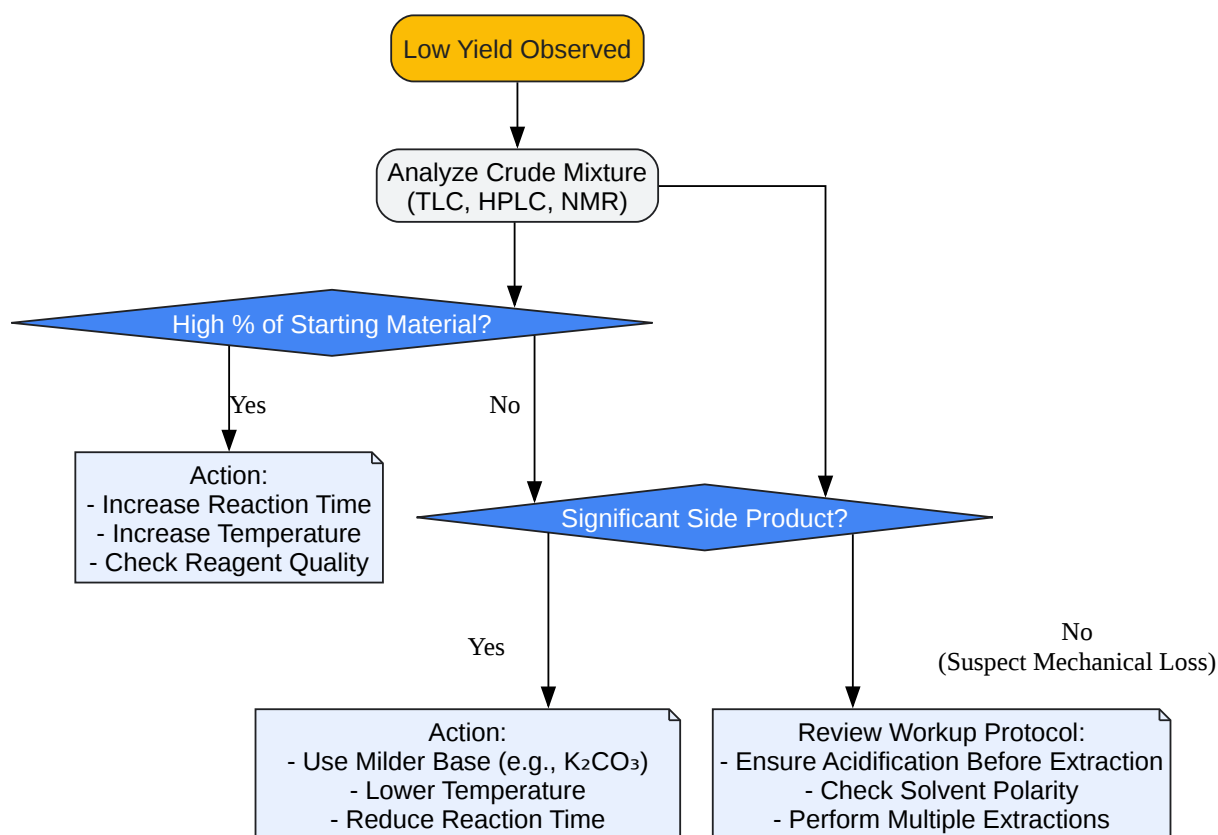 Low Yield Observed
Analyze Crude Mixture
(TLC, HPLC, NMR)
High % of Starting Material?
Yes
No
Action:
- Increase Reaction Time
- Increase Temperature
- Check Reagent Quality
Significant Side Product?
Yes
No
(Suspect Mechanical Loss)
Action:
- Use Milder Base (e.g., K₂CO₃)
- Lower Temperature
- Reduce Reaction Time
Review Workup Protocol:
- Ensure Acidification Before Extraction
- Check Solvent Polarity
- Perform Multiple Extractions